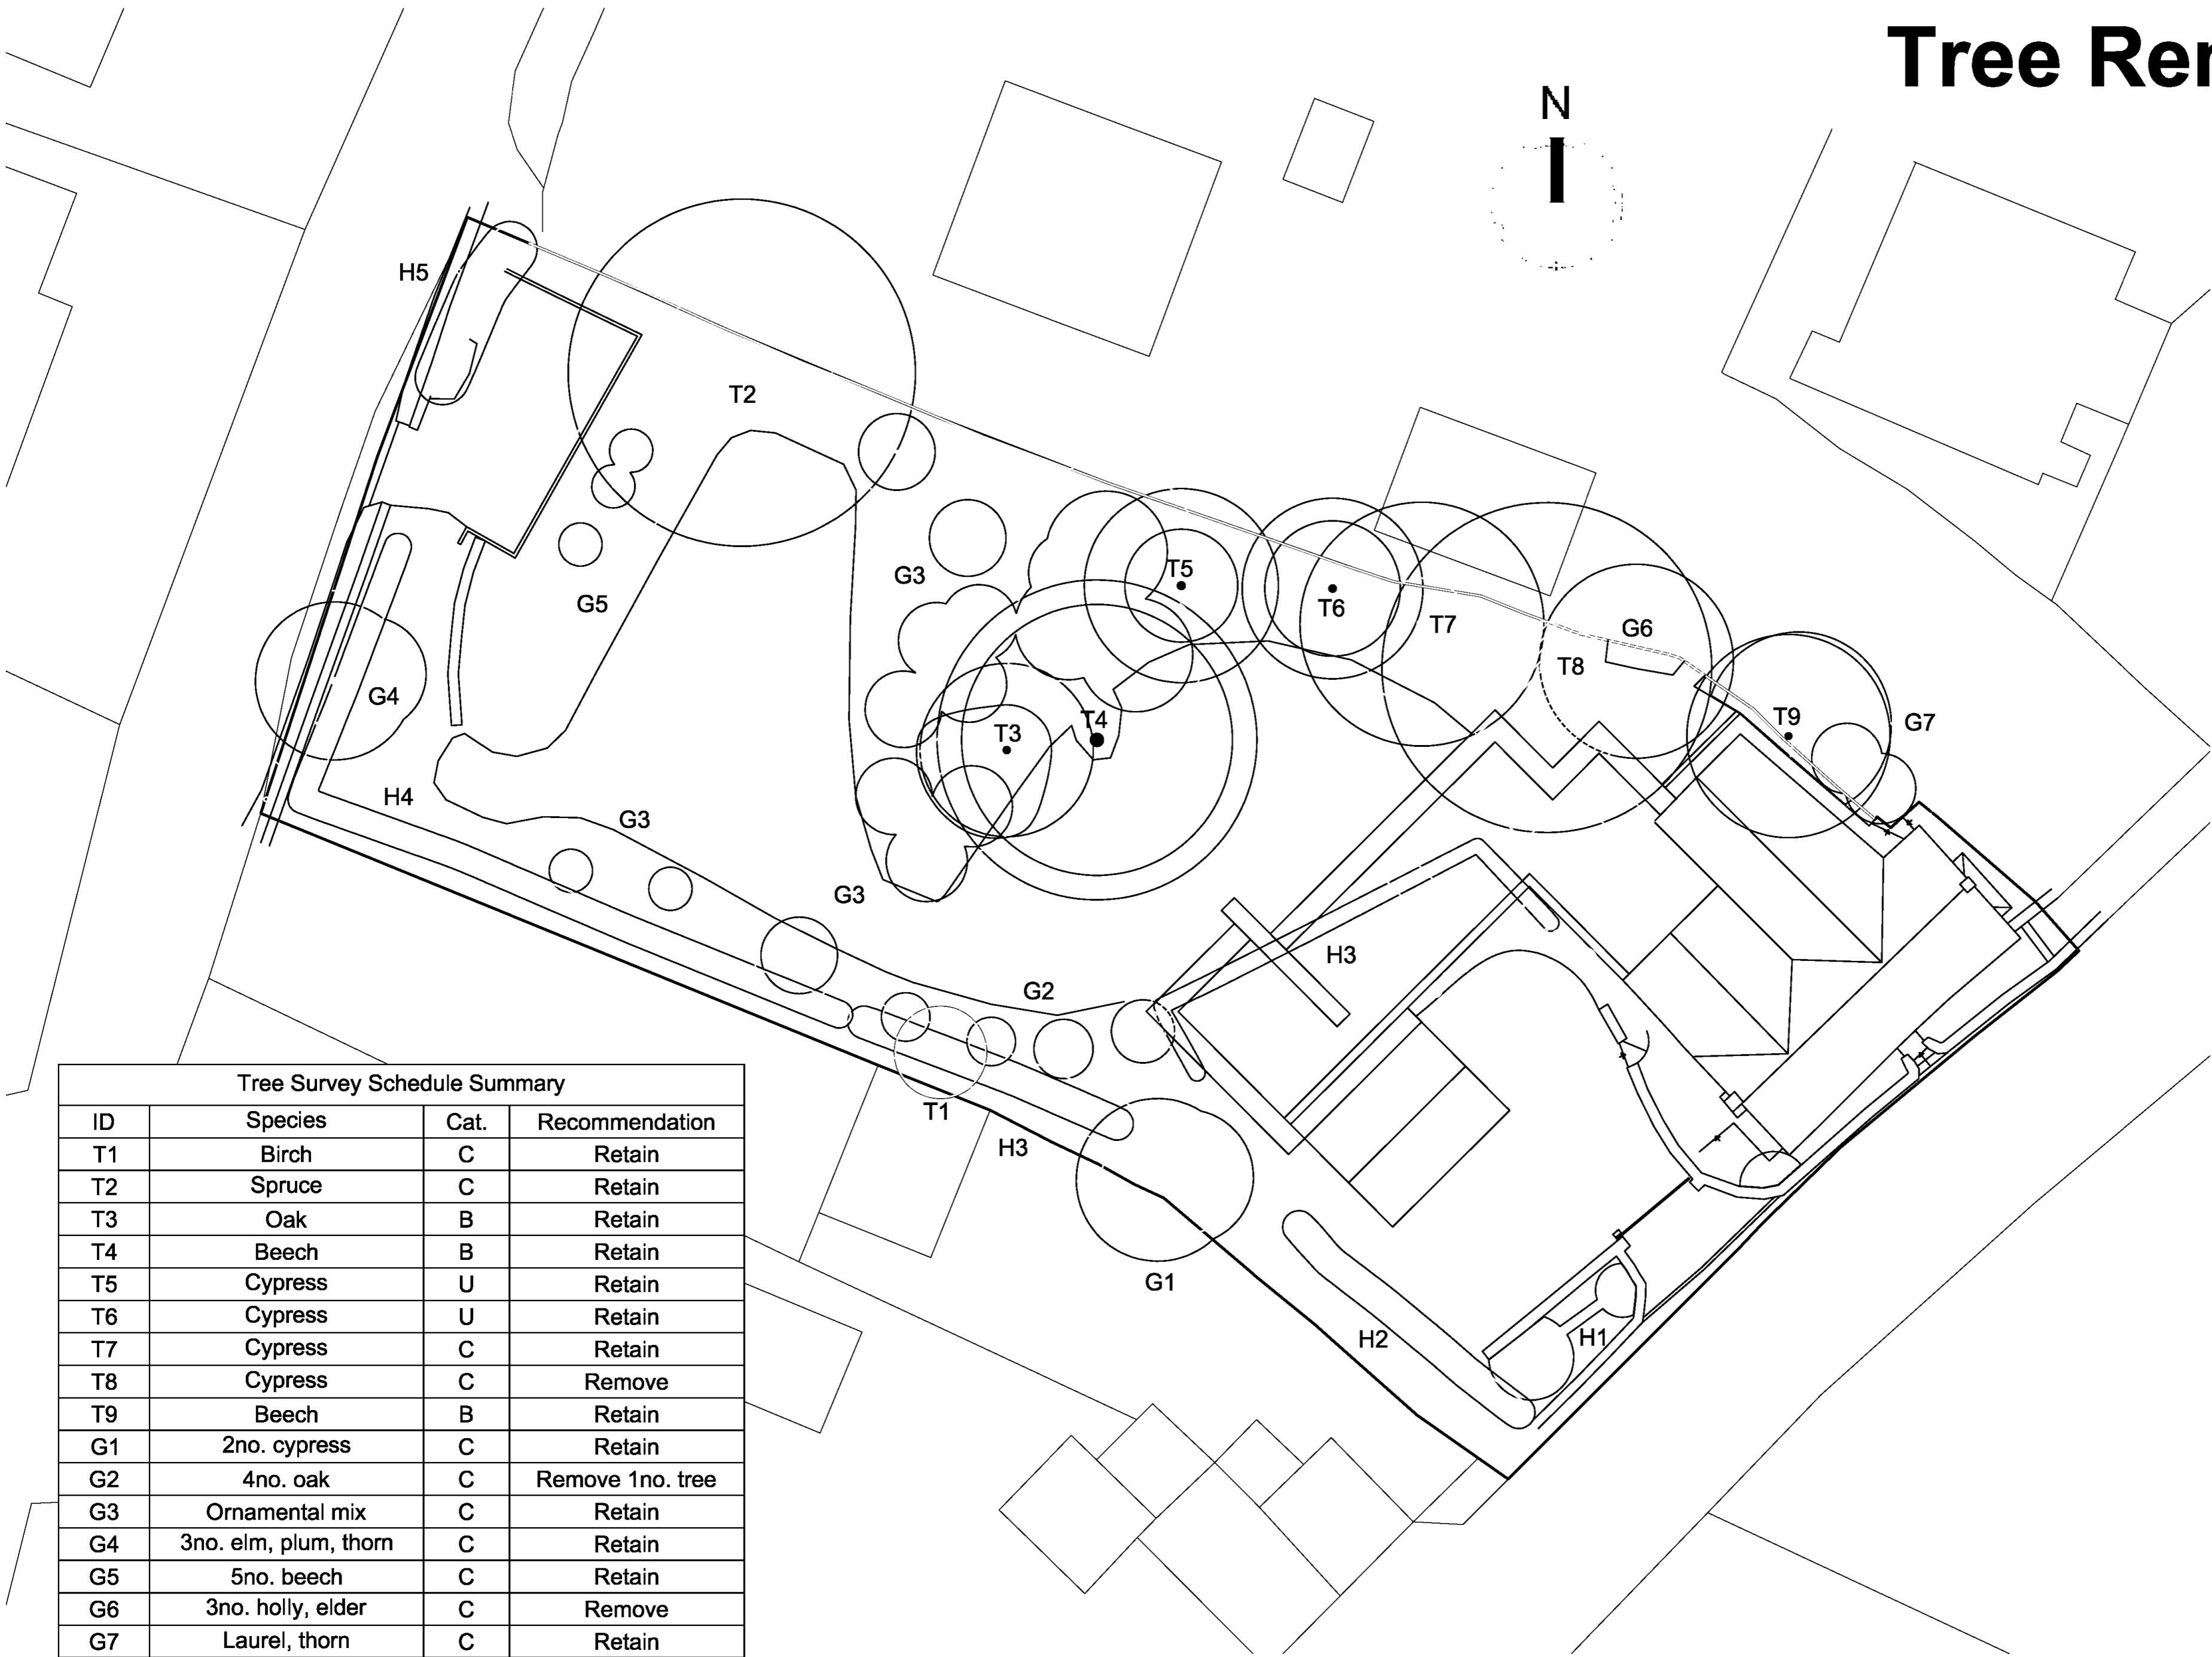 Tree Rer
N
H5
T2
G3
T5
T6
T7
G6
T8
G5
G4
T3
T4
T9
G7
H4
G3
G3
H3
G2
T1
H3
G1
H2
H1
Tree Survey Schedule Summary
ID Species Cat. Recommendation
T1 Birch C Retain
T2 Spruce C Retain
T3 Oak B Retain
T4 Beech B Retain
T5 Cypress U Retain
T6 Cypress U Retain
T7 Cypress C Retain
T8 Cypress C Remove
T9 Beech B Retain
G1 2no. cypress C Retain
G2 4no. oak C Remove 1no. tree
G3 Ornamental mix C Retain
G4 3no. elm, plum, thorn C Retain
G5 5no. beech C Retain
G6 3no. holly, elder C Remove
G7 Laurel, thorn C Retain